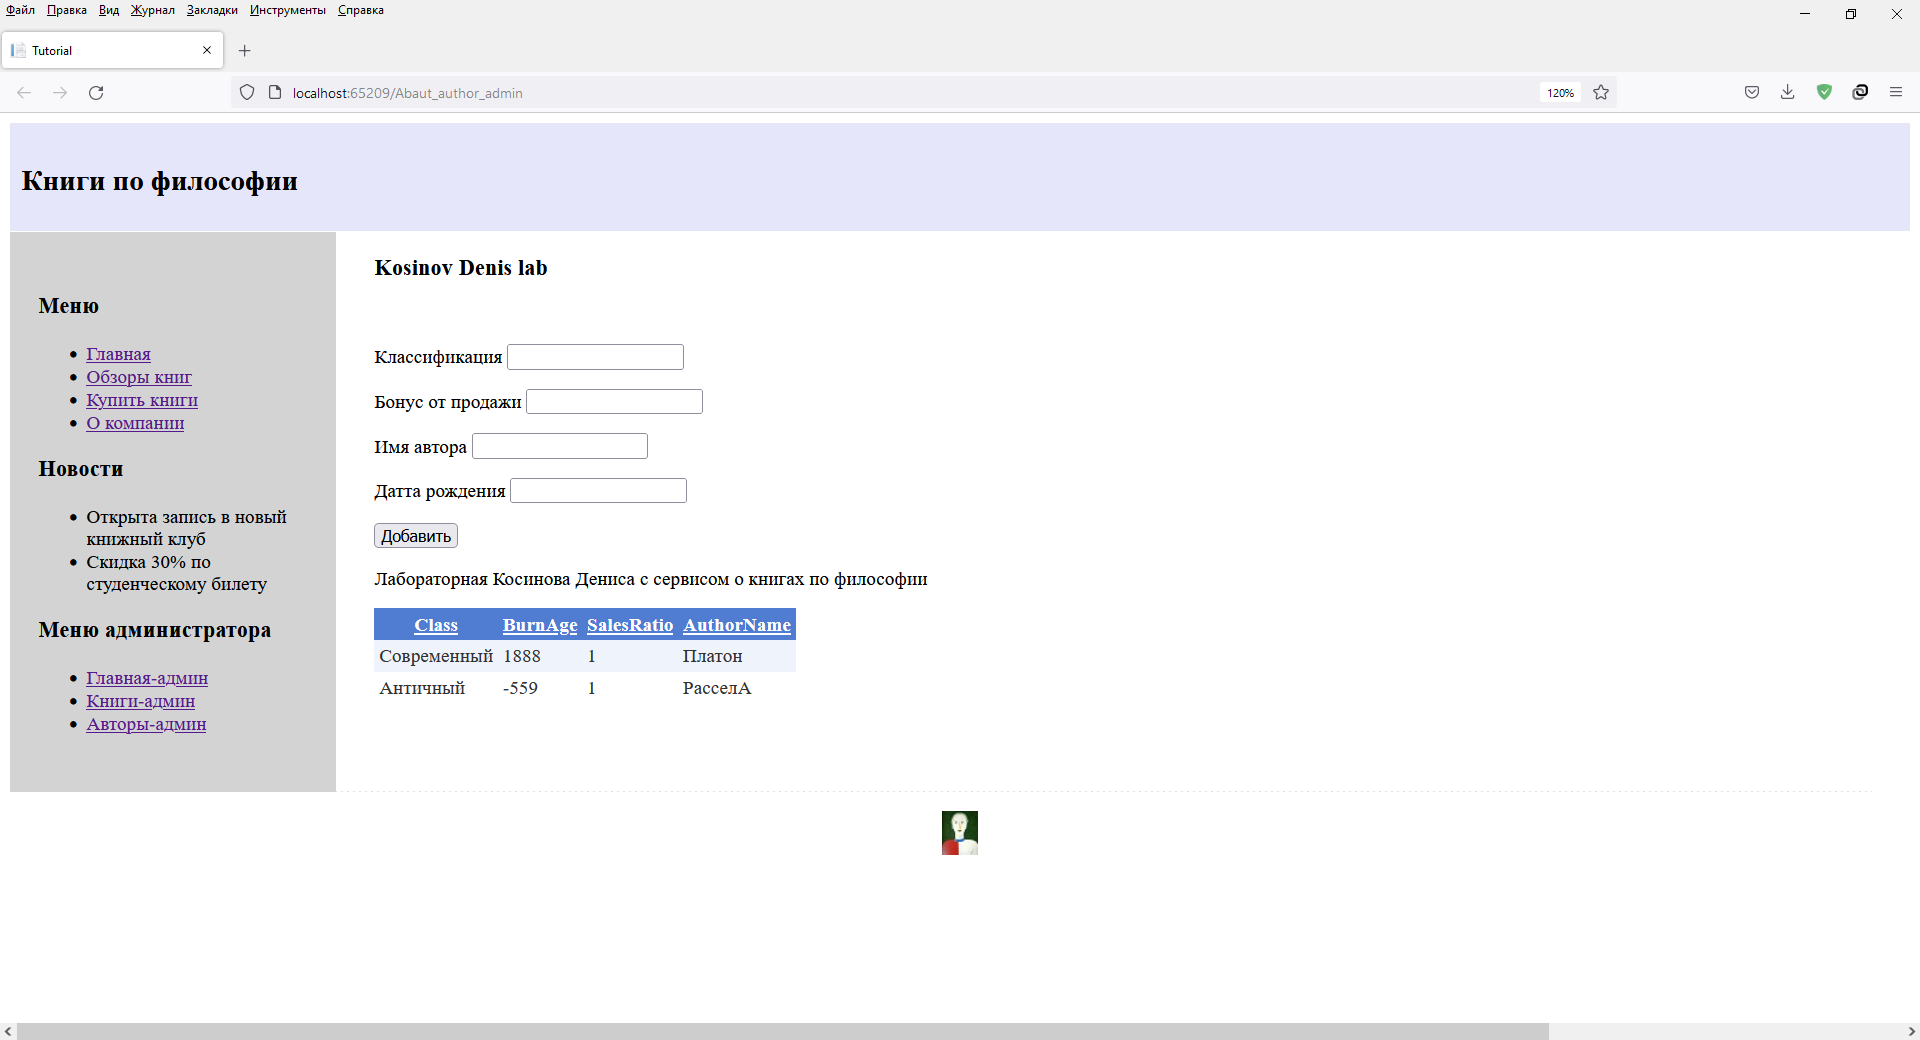 Файл Правка Вид Журнал Закладки Инструменты Справка
Tutorial
localhost:65209/Abaut_author_admin
120%
Книги по философии
Меню
Главная
Обзоры книг
Купить книги
О компании
Новости
Открыта запись в новый
книжный клуб
Скидка 30% по
студенческому билету
Меню администратора
Главная-админ
Книги-админ
Авторы-админ
Kosinov Denis lab
Классификация
Бонус от продажи
Имя автора
Датта рождения
Добавить
Лабораторная Косинова Дениса с сервисом о книгах по философии
Class BurnAge SalesRatio AuthorName
Современный 1888 1 Платон
Античный -559 1 РасселА